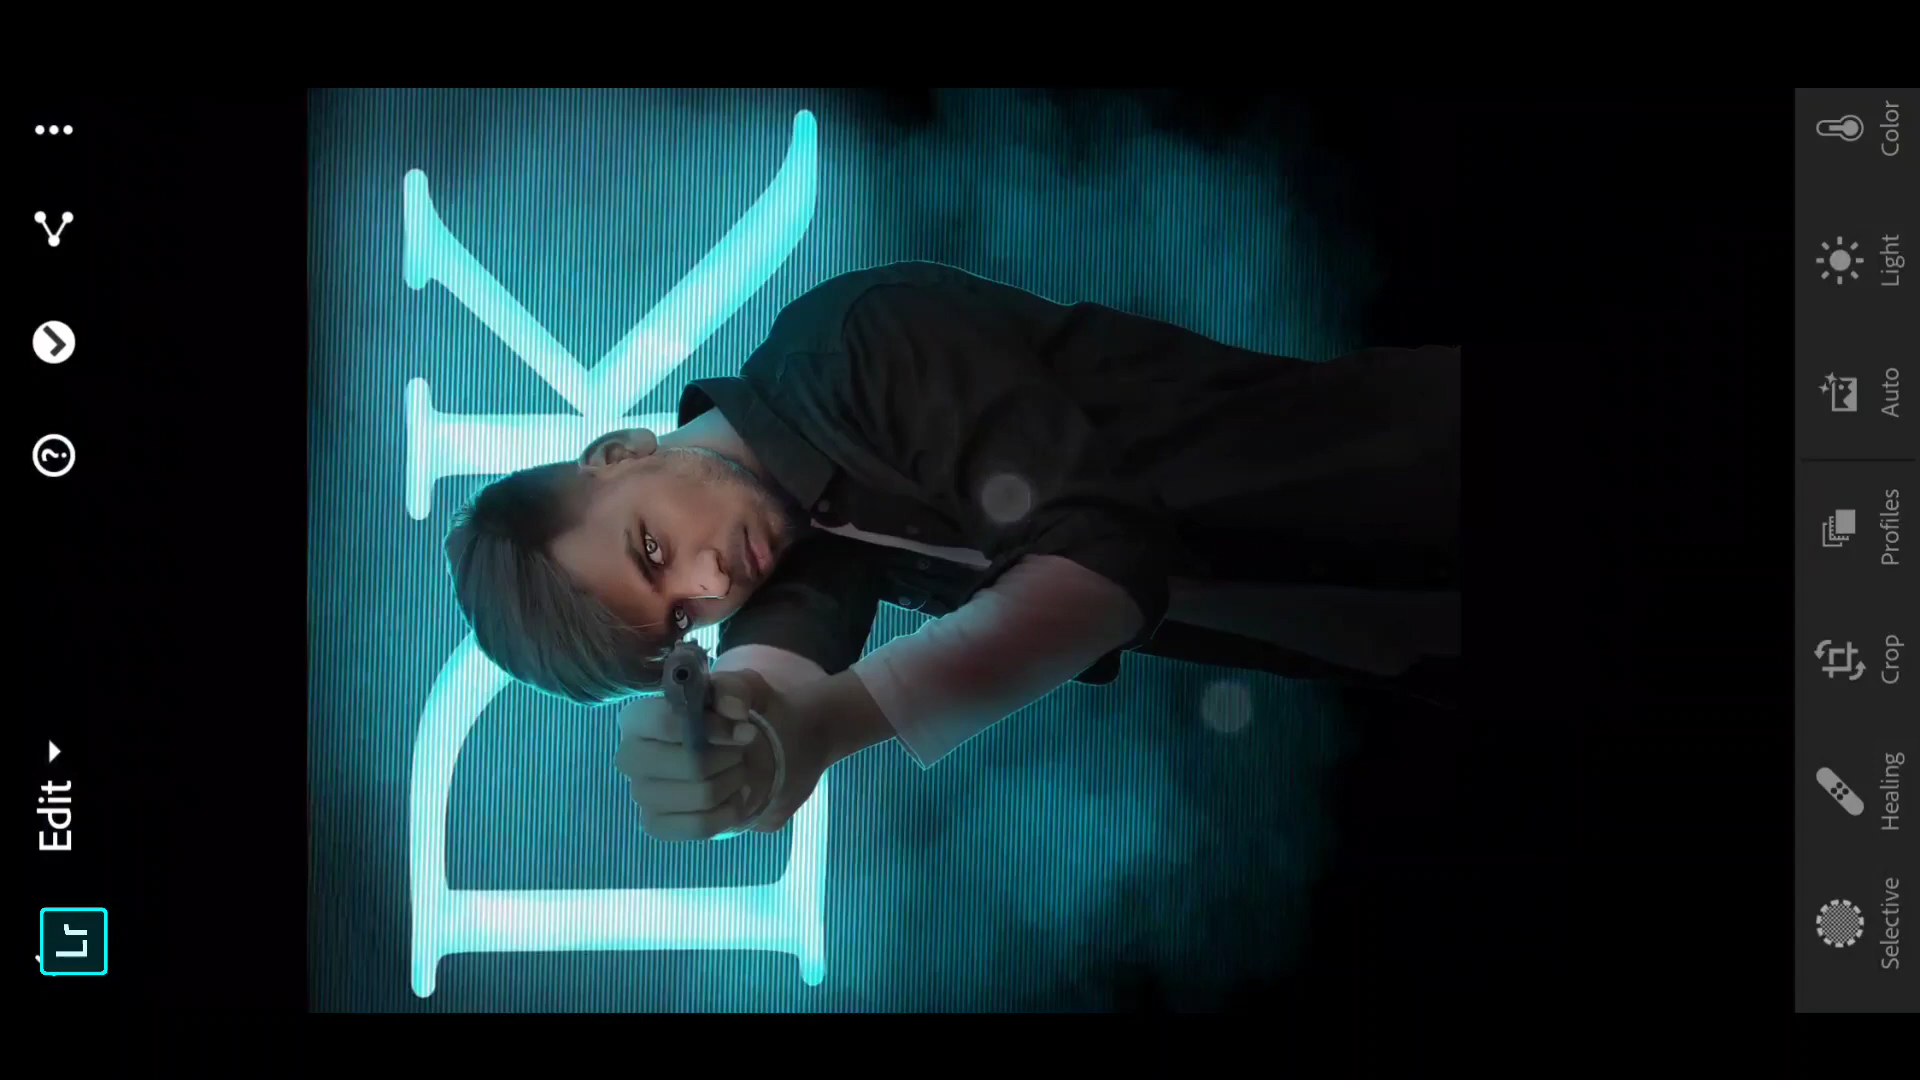 Lr
Edit
DK
Selective
Healing
Crop
Profiles
Auto
Light
Color